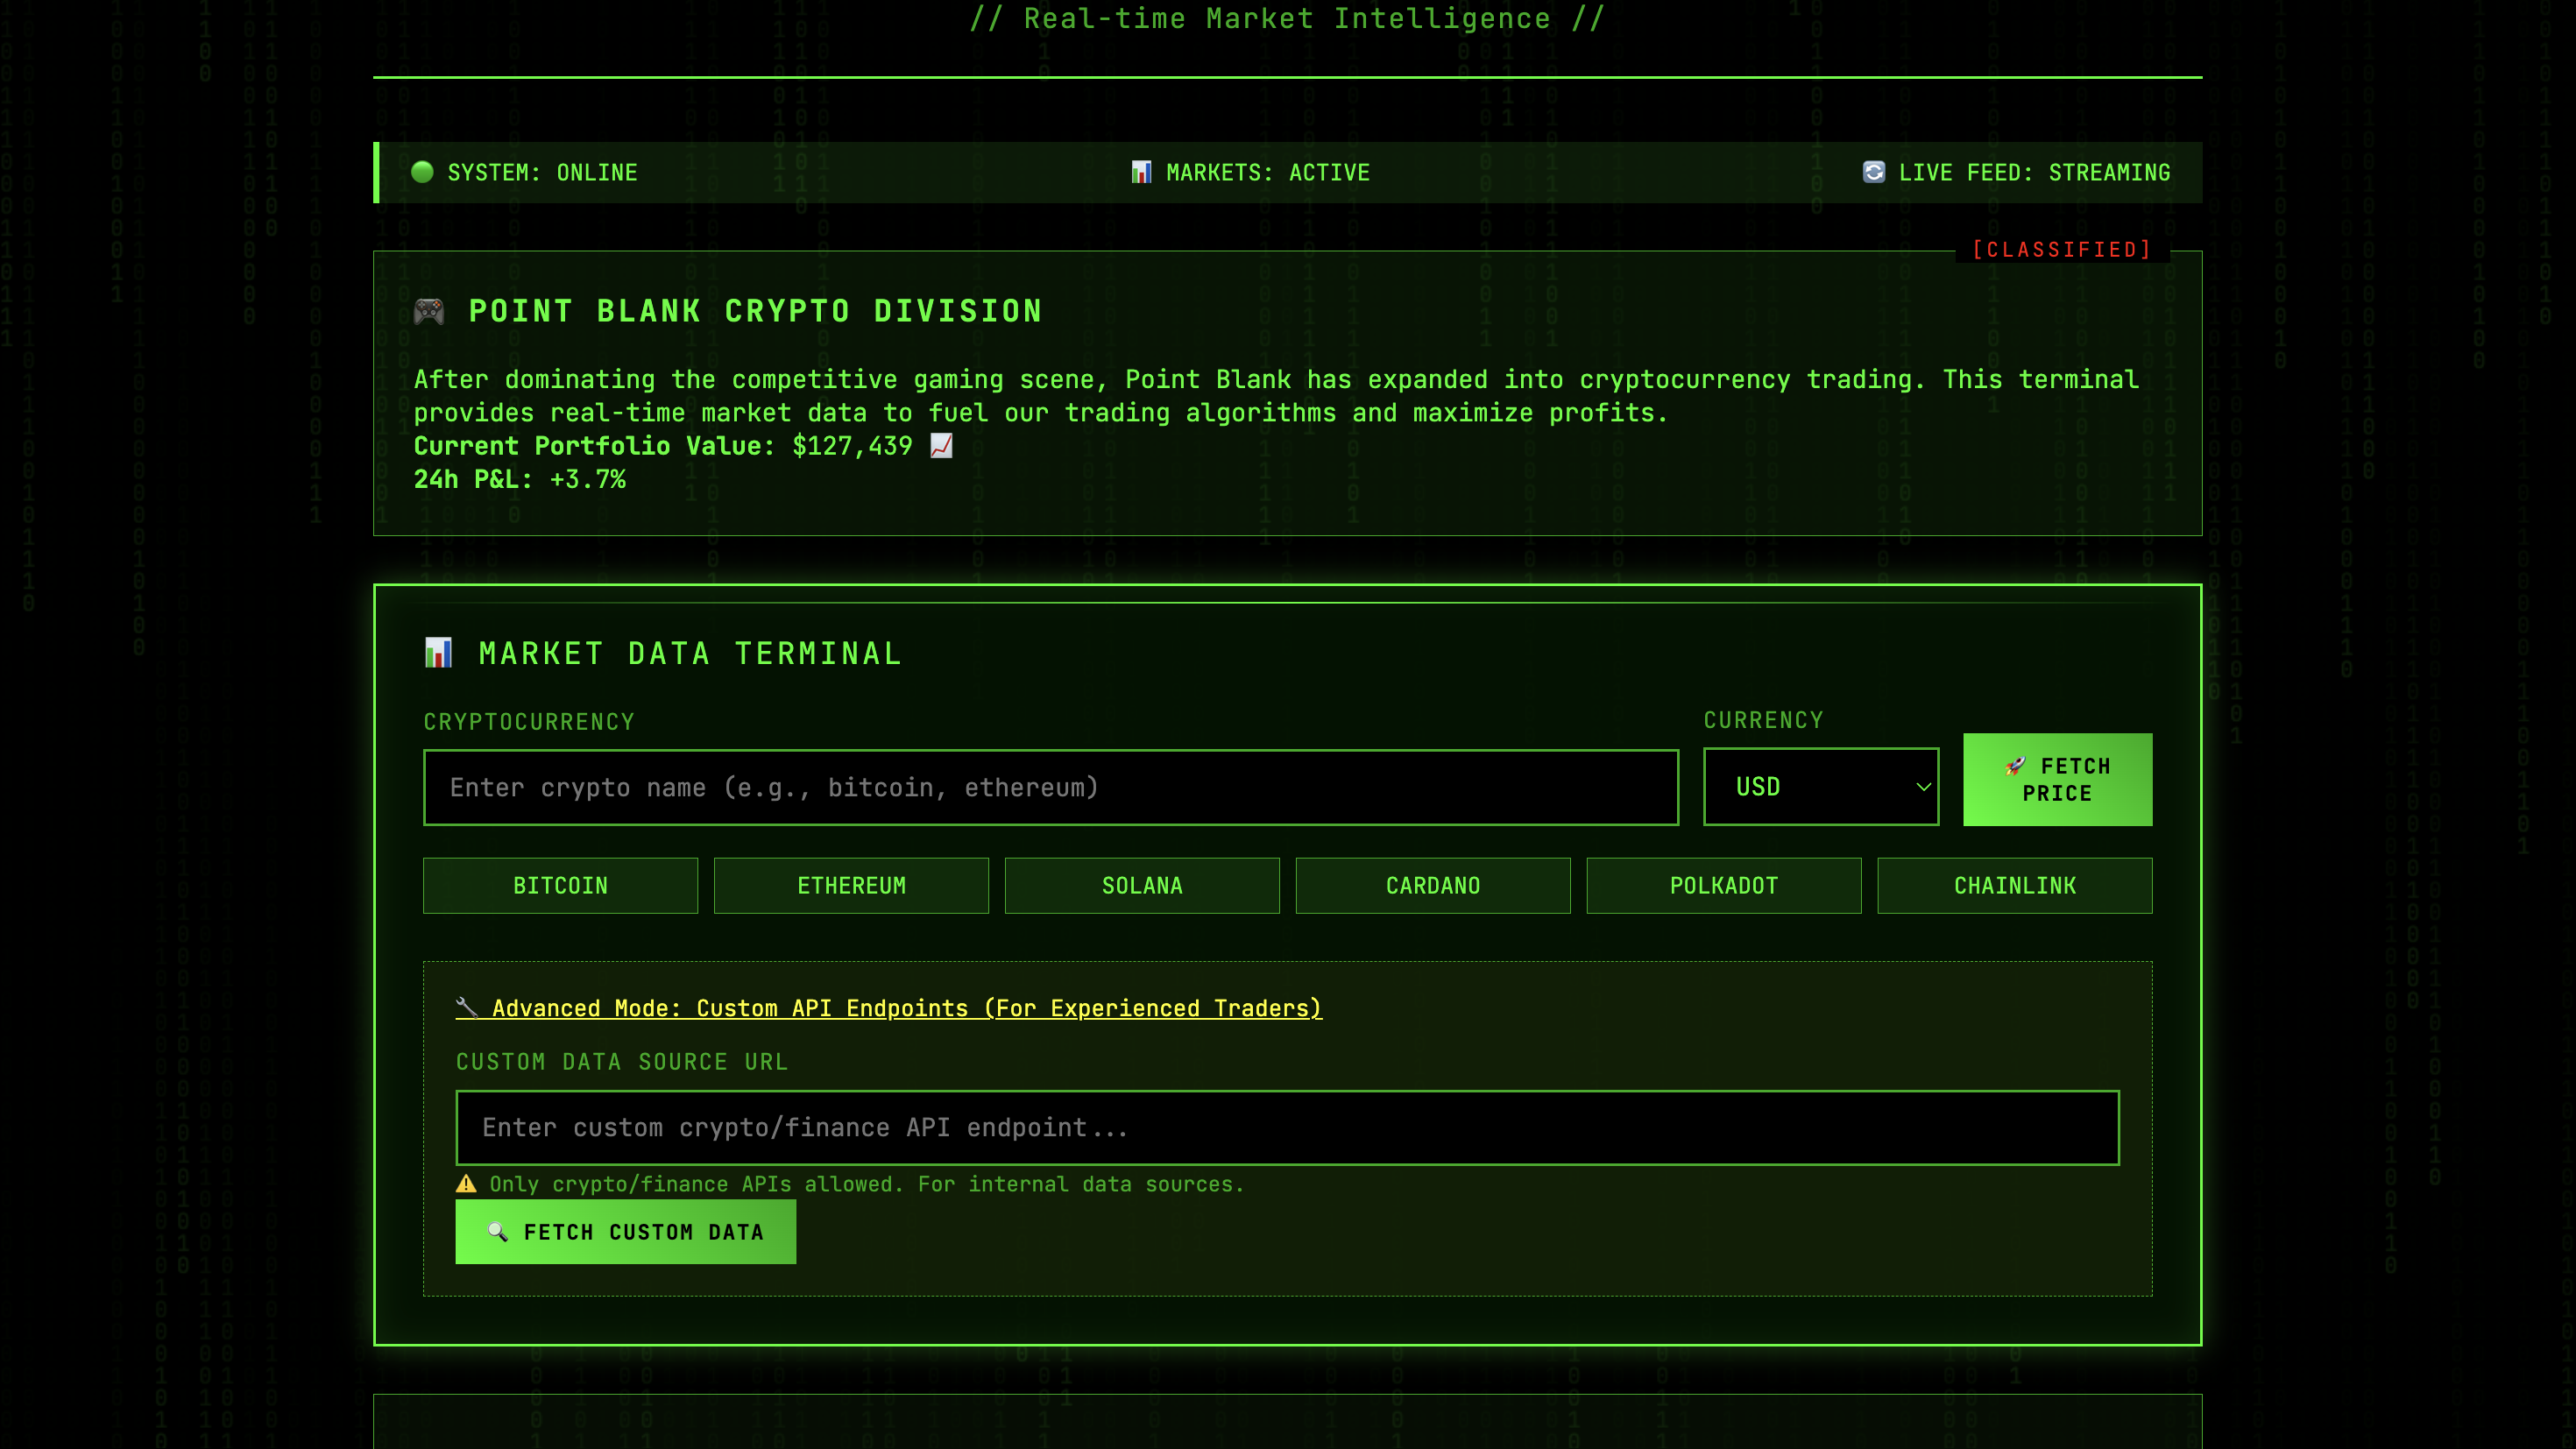 // Real-time Market Intelligence //
🟢 SYSTEM: ONLINE
📊 MARKETS: ACTIVE
🔄 LIVE FEED: STREAMING
[CLASSIFIED]
🎮 POINT BLANK CRYPTO DIVISION
After dominating the competitive gaming scene, Point Blank has expanded into cryptocurrency trading. This terminal
provides real-time market data to fuel our trading algorithms and maximize profits.
Current Portfolio Value: $127,439 📈
24h P&L: +3.7%
📊 MARKET DATA TERMINAL
CRYPTOCURRENCY
Enter crypto name (e.g., bitcoin, ethereum)
CURRENCY
USD
🚀 FETCH
PRICE
BITCOIN
ETHEREUM
SOLANA
CARDANO
POLKADOT
CHAINLINK
🔧 Advanced Mode: Custom API Endpoints (For Experienced Traders)
CUSTOM DATA SOURCE URL
Enter custom crypto/finance API endpoint...
⚠️ Only crypto/finance APIs allowed. For internal data sources.
🔍 FETCH CUSTOM DATA